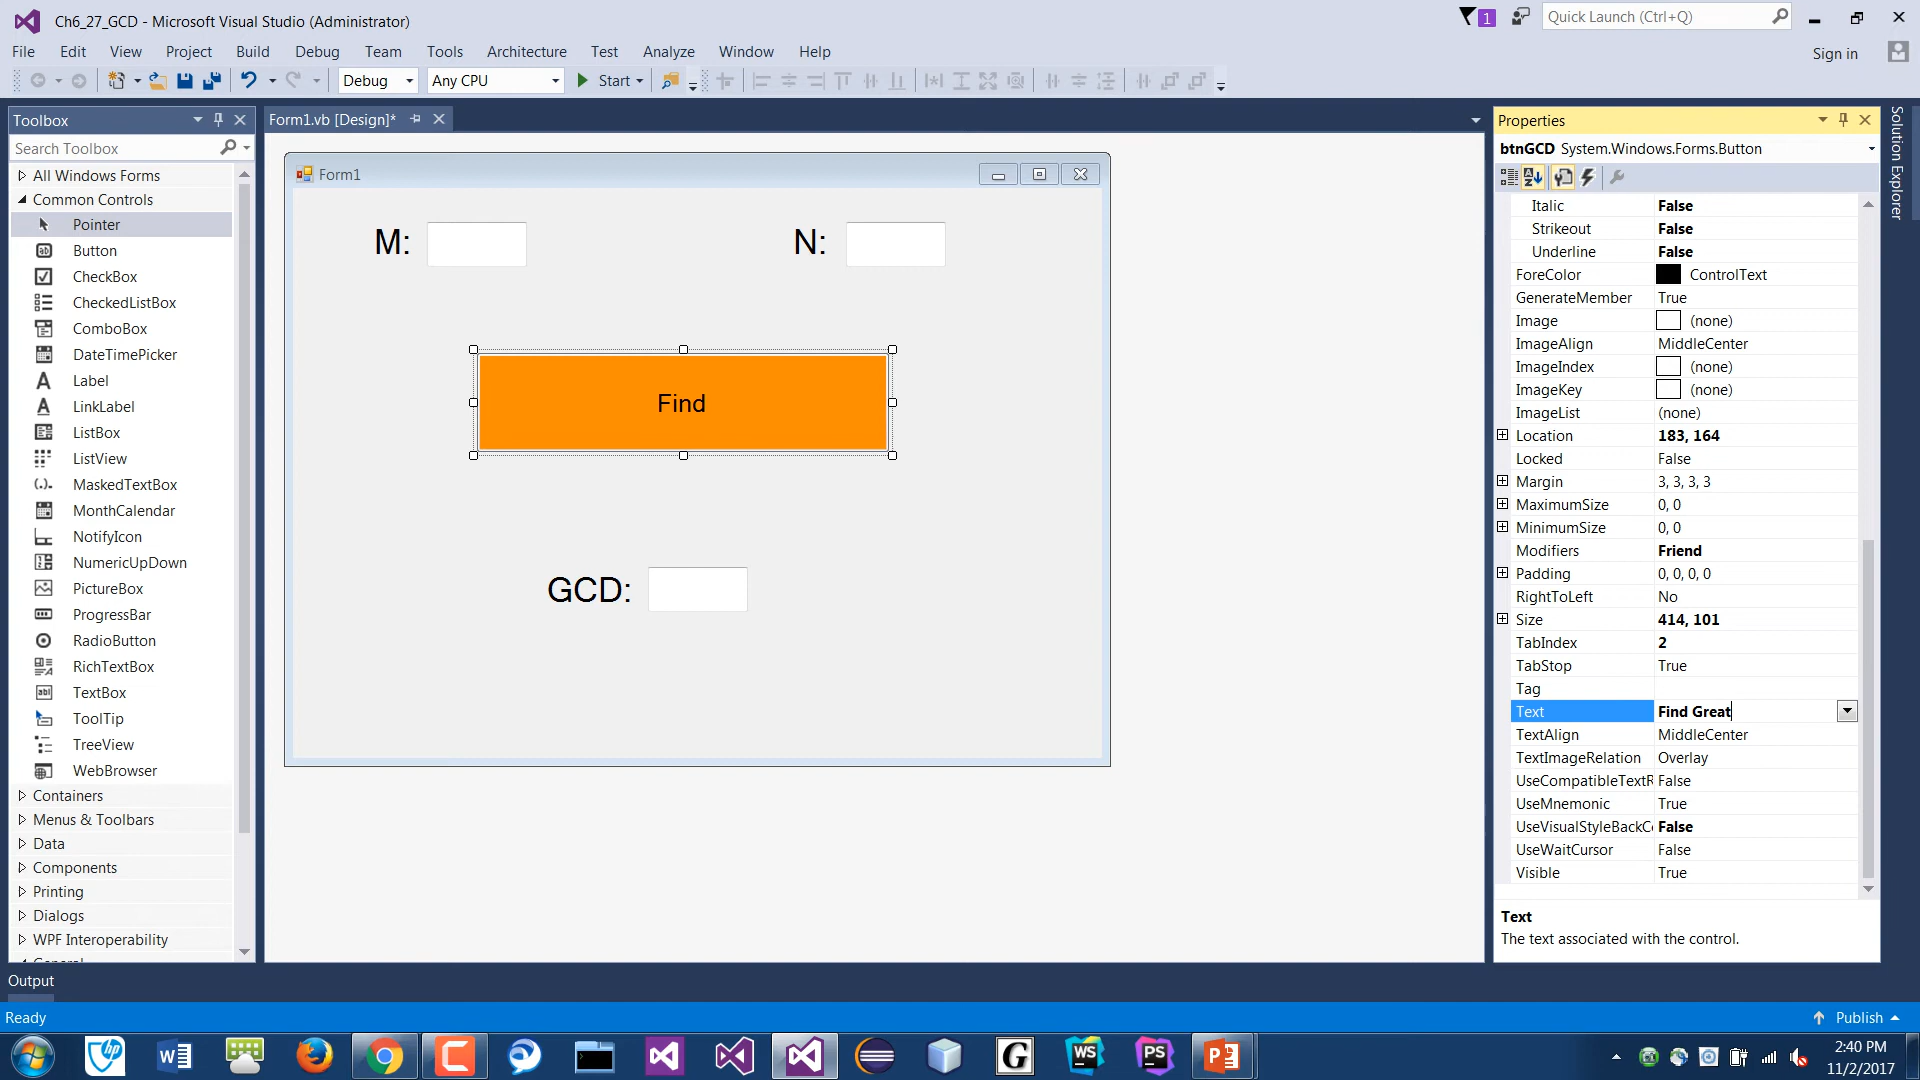 Ch6_27_GCD - Microsoft Visual Studio (Administrator)
1
Quick Launch (Ctrl+Q)
File Edit View Project Build Debug Team Tools Architecture Test Analyze Window Help
Sign in
Debug
Any CPU
Start
Toolbox
Search Toolbox
All Windows Forms
Common Controls
Pointer
Button
CheckBox
CheckedListBox
ComboBox
DateTimePicker
Label
LinkLabel
ListBox
ListView
MaskedTextBox
MonthCalendar
NotifyIcon
NumericUpDown
PictureBox
ProgressBar
RadioButton
RichTextBox
TextBox
ToolTip
TreeView
WebBrowser
Containers
Menus & Toolbars
Data
Components
Printing
Dialogs
WPF Interoperability
Form1.vb [Design]*
Form1
M:
N:
Find
GCD:
Properties
btnGCD System.Windows.Forms.Button
Italic False
Strikeout False
Underline False
ForeColor ControlText
GenerateMember True
Image (none)
ImageAlign MiddleCenter
ImageIndex (none)
ImageKey (none)
ImageList (none)
Location 183, 164
Locked False
Margin 3, 3, 3, 3
MaximumSize 0, 0
MinimumSize 0, 0
Modifiers Friend
Padding 0, 0, 0, 0
RightToLeft No
Size 414, 101
TabIndex 2
TabStop True
Tag
Text Find Great
TextAlign MiddleCenter
TextImageRelation Overlay
UseCompatibleTextR False
UseMnemonic True
UseVisualStyleBackCo False
UseWaitCursor False
Visible True
Text
The text associated with the control.
Solution Explorer
Output
Ready
Publish
2:40 PM
11/2/2017